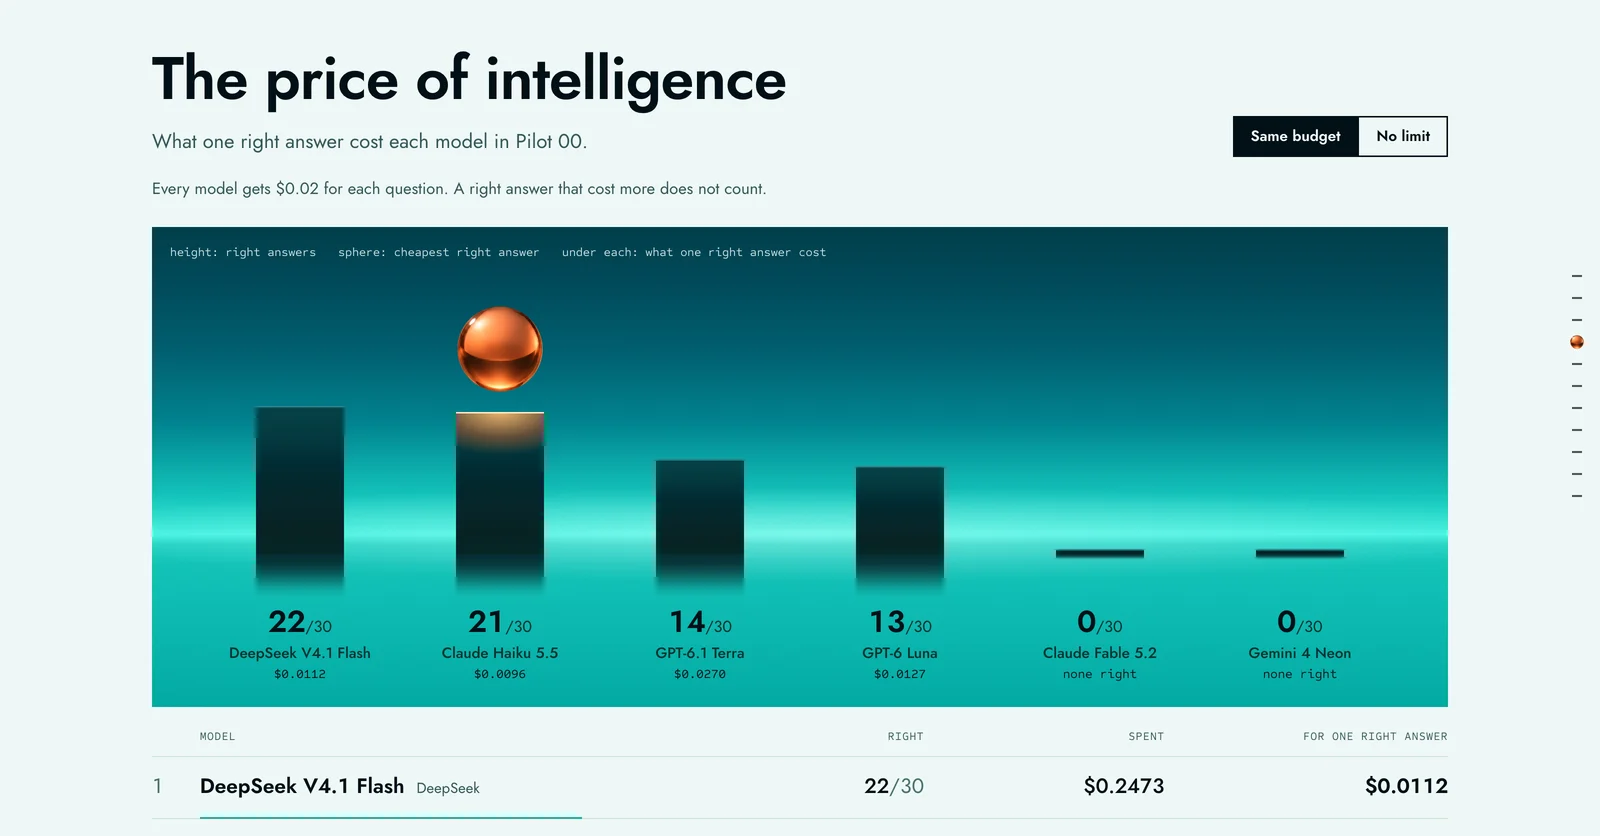 The price of intelligence
What one right answer cost each model in Pilot 00.
Same budget
No limit
Every model gets $0.02 for each question. A right answer that cost more does not count.
height: right answers sphere: cheapest right answer under each: what one right answer cost
22/30 21/30 14/30 13/30 0/30 0/30
DeepSeek V4.1 Flash Claude Haiku 5.5 GPT-6.1 Terra GPT-6 Luna Claude Fable 5.2 Gemini 4 Neon
$0.0112 $0.0096 $0.0270 $0.0127 none right none right
MODEL RIGHT SPENT FOR ONE RIGHT ANSWER
1 DeepSeek V4.1 Flash DeepSeek 22/30 $0.2473 $0.0112